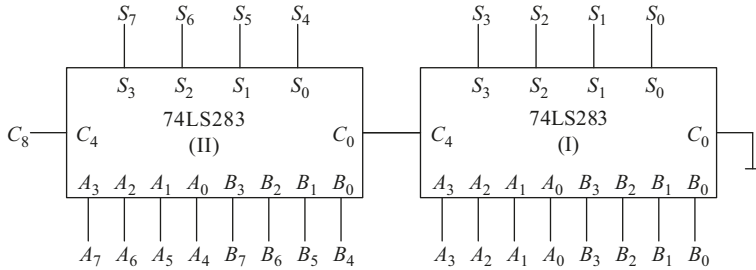 S₇ S₆ S₅ S₄ S₃ S₂ S₁ S₀
S₃ S₂ S₁ S₀ S₃ S₂ S₁ S₀
74LS283 74LS283
C₈ C₄ (II) C₀ C₄ (I) C₀
A₃ A₂ A₁ A₀ B₃ B₂ B₁ B₀ A₃ A₂ A₁ A₀ B₃ B₂ B₁ B₀
A₇ A₆ A₅ A₄ B₇ B₆ B₅ B₄ A₃ A₂ A₁ A₀ B₃ B₂ B₁ B₀